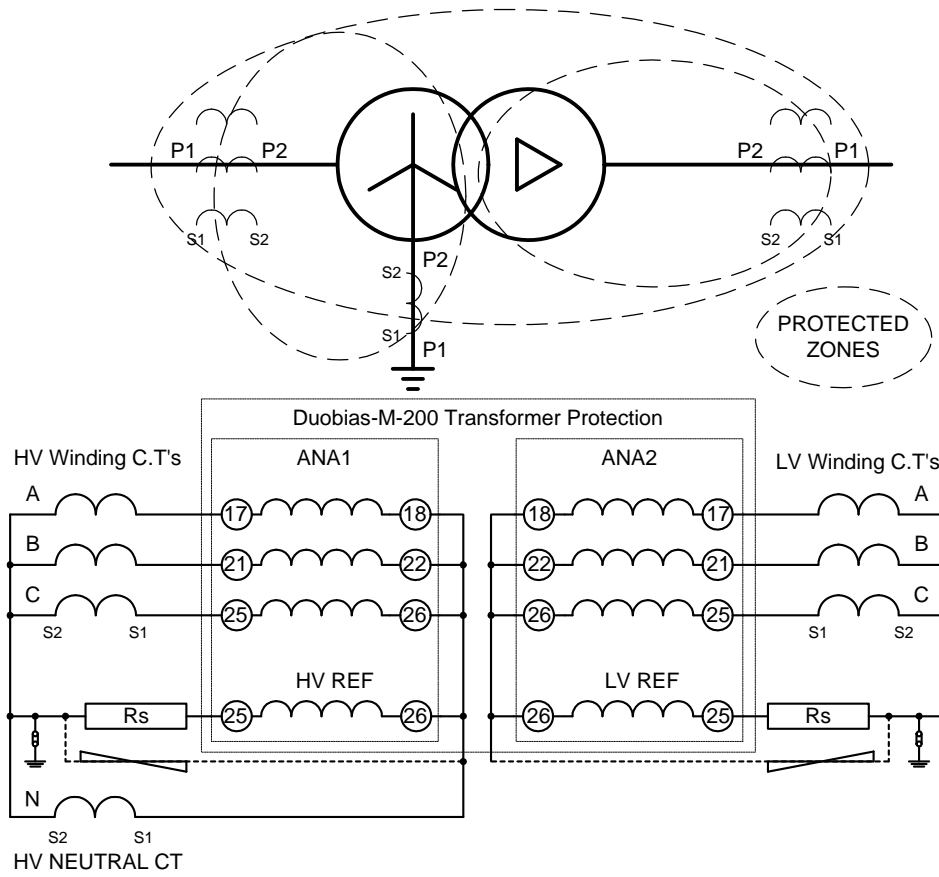 P1
P2
P2
P1
S1
S2
S2
S1
S2
P2
S1
P1
PROTECTED
ZONES
Duobias-M-200 Transformer Protection
HV Winding C.T's
ANA1
ANA2
LV Winding C.T's
A
17
18
18
17
A
B
21
22
22
21
B
C
25
26
26
25
C
S2
S1
S1
S2
HV REF
LV REF
Rs
25
26
26
25
Rs
N
S2
S1
HV NEUTRAL CT